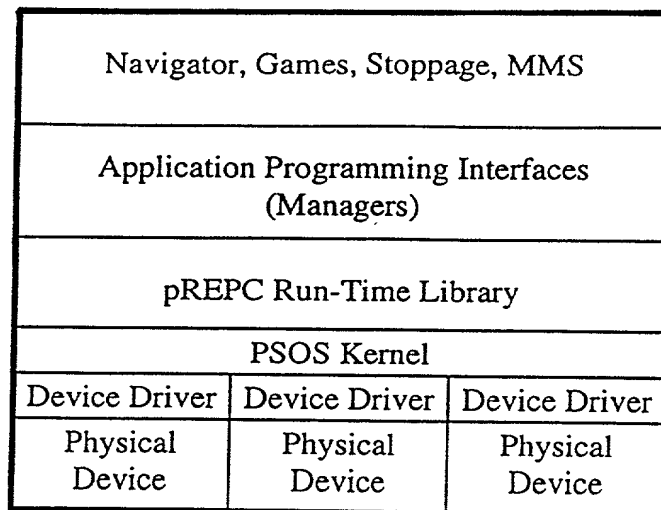 Navigator, Games, Stoppage, MMS
Application Programming Interfaces
(Managers)
pREPC Run-Time Library
PSOS Kernel
Device Driver Device Driver Device Driver
Physical Physical Physical
Device Device Device